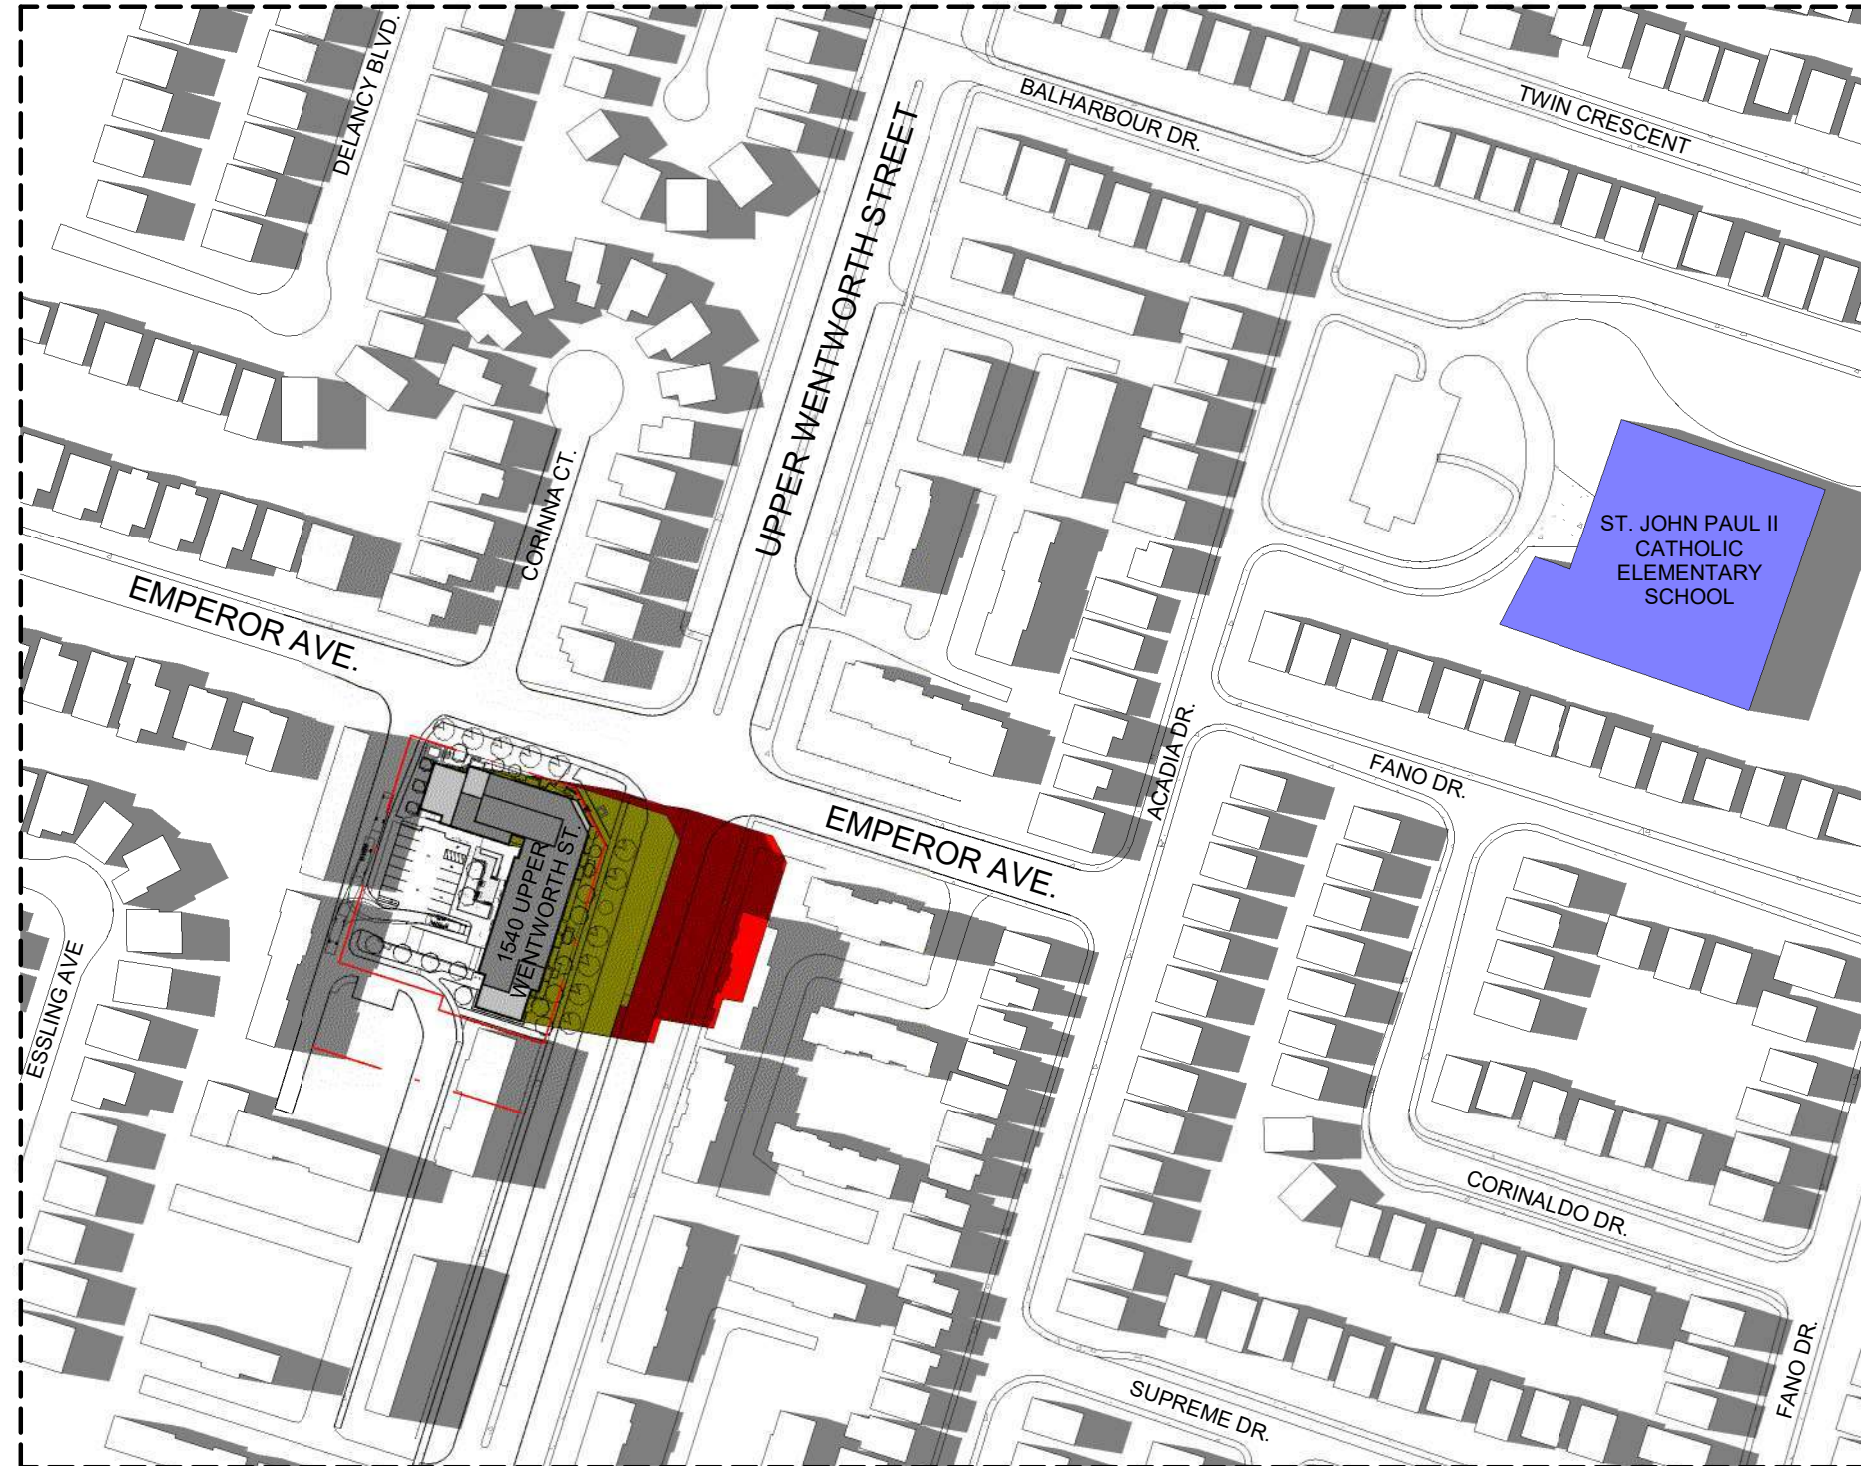 DELANCY BLVD.
BALHARBOUR DR.
TWIN CRESCENT
UPPER WENTWORTH STREET
CORINNA CT.
ST. JOHN PAUL II
CATHOLIC
ELEMENTARY
SCHOOL
EMPEROR AVE.
ACADIA DR.
FANO DR.
EMPEROR AVE.
1540 UPPER
WENTWORTH ST.
ESSLING AVE
CORINALDO DR.
FANO DR.
SUPREME DR.